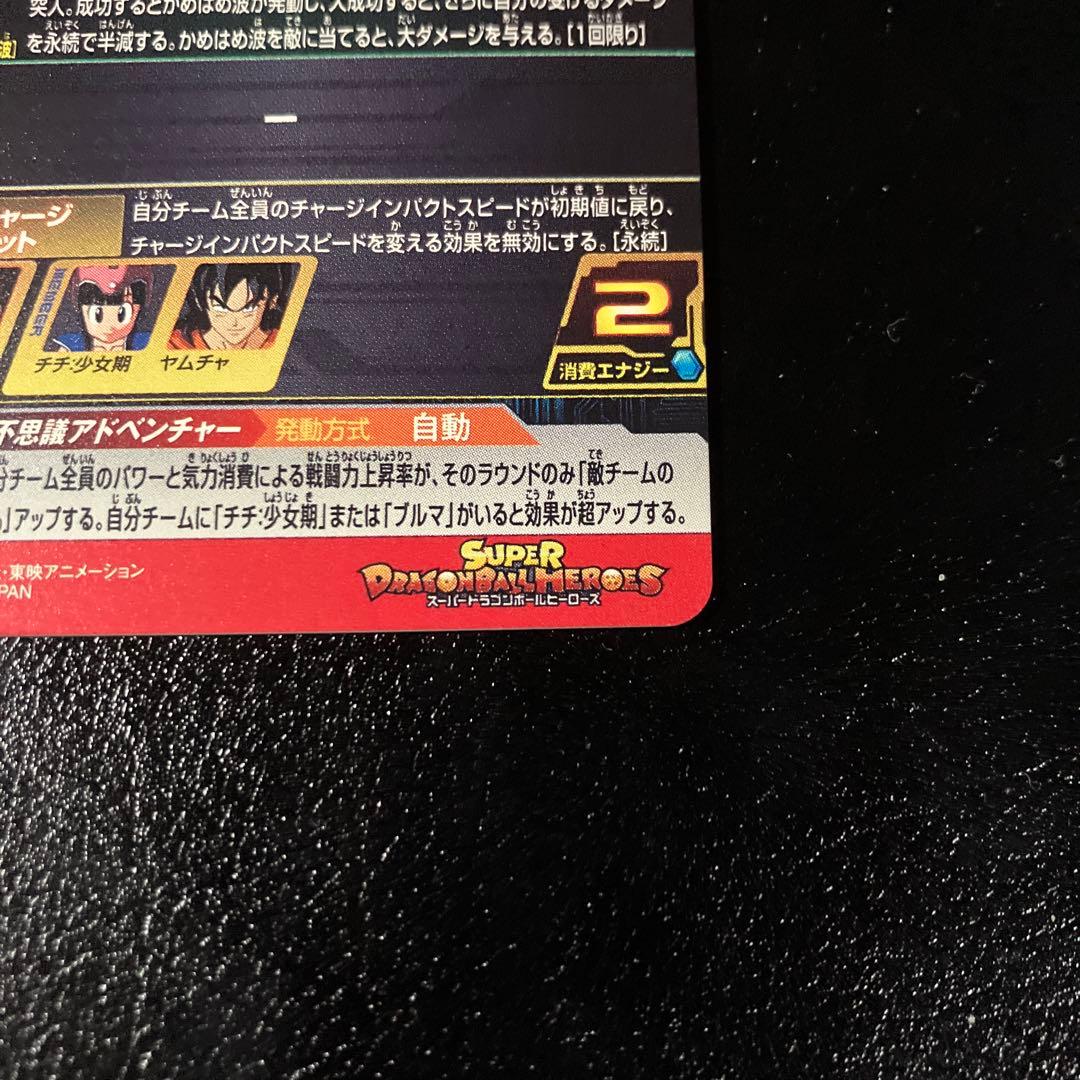 突入。成功するとかめはめ波が発動し、大成功すると、さらに自分の受けるダメージ
を永続で半減する。かめはめ波を敵に当てると、大ダメージを与える。[1回限り]
波]
ー
自分チーム全員のチャージインパクトスピードが初期値に戻り、
チャージインパクトスピードを変える効果を無効にする。[永続]
ャージ
ット
MEMBER
チチ:少女期
ヤムチャ
2
消費エナジー
不思議アドベンチャー 発動方式 自動
分チーム全員のパワーと気力消費による戦闘力上昇率が、そのラウンドのみ「敵チームの
」アップする。自分チームに「チチ:少女期」または「ブルマ」がいると効果が超アップする。
・東映アニメーション
PAN
SUPER
DRAGONBALL HEROES
スーパードラゴンボールヒーローズ